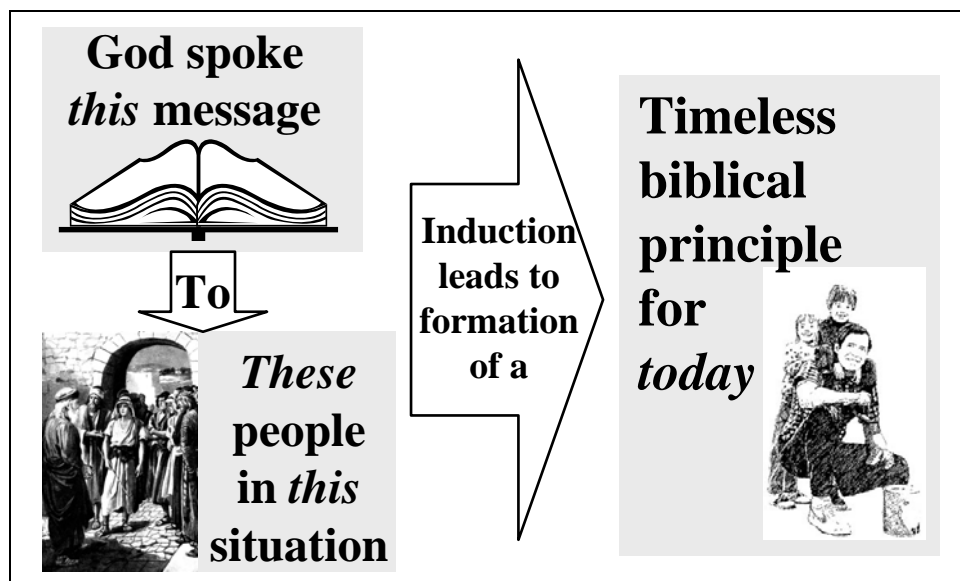 God spoke
this message
To
These
people
in this
situation
Induction
leads to
formation
of a
Timeless
biblical
principle
for
today